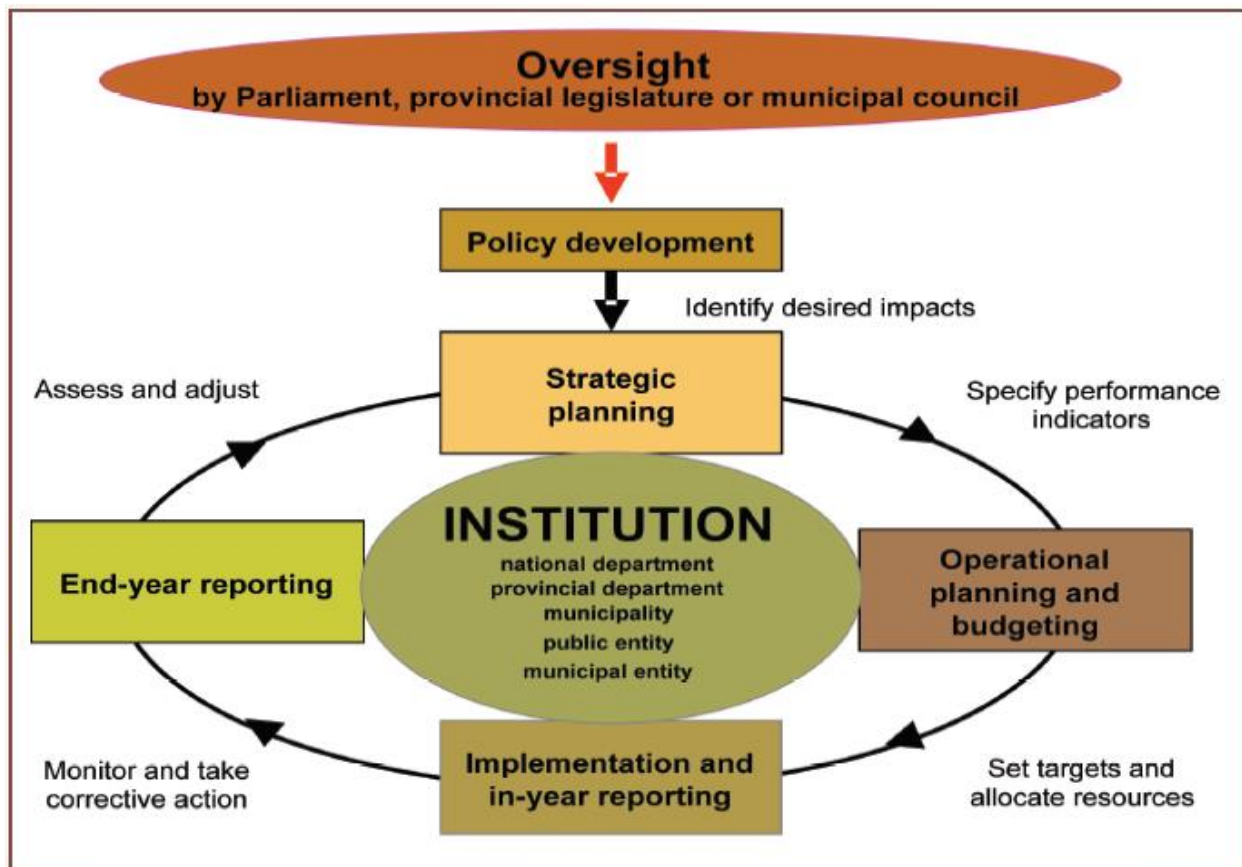 Oversight
by Parliament, provincial legislature or municipal council
Policy development
Identify desired impacts
Strategic
planning
Assess and adjust
Specify performance
indicators
INSTITUTION
national department
provincial department
municipality
public entity
municipal entity
End-year reporting
Operational
planning and
budgeting
Implementation and
in-year reporting
Monitor and take
corrective action
Set targets and
allocate resources